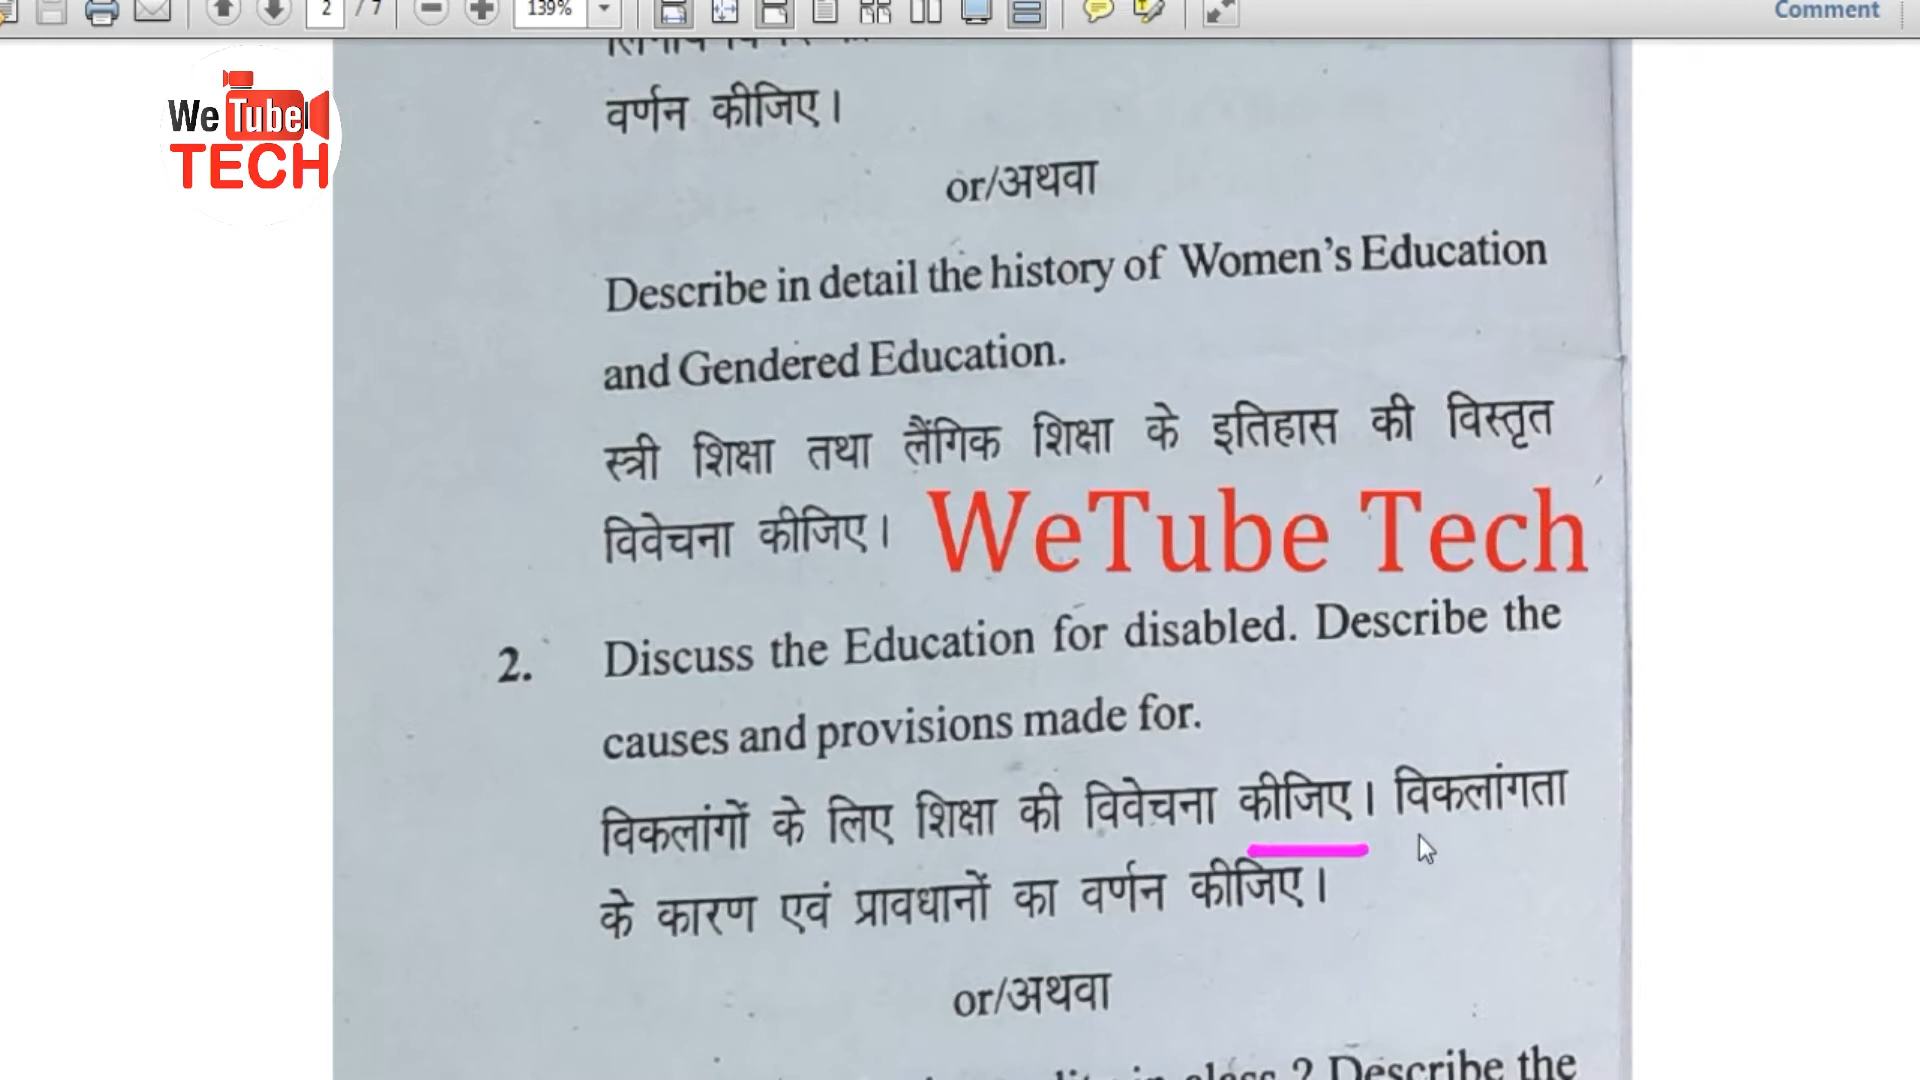 2 / 7
139%
Comment
We Tube
TECH
वर्णन कीजिए।
or/अथवा
Describe in detail the history of Women's Education
and Gendered Education.
स्त्री शिक्षा तथा लैंगिक शिक्षा के इतिहास की विस्तृत
विवेचना कीजिए।
WeTube Tech
2. Discuss the Education for disabled. Describe the
causes and provisions made for.
विकलांगों के लिए शिक्षा की विवेचना कीजिए। विकलांगता
के कारण एवं प्रावधानों का वर्णन कीजिए।
or/अथवा
in class ? Describe the